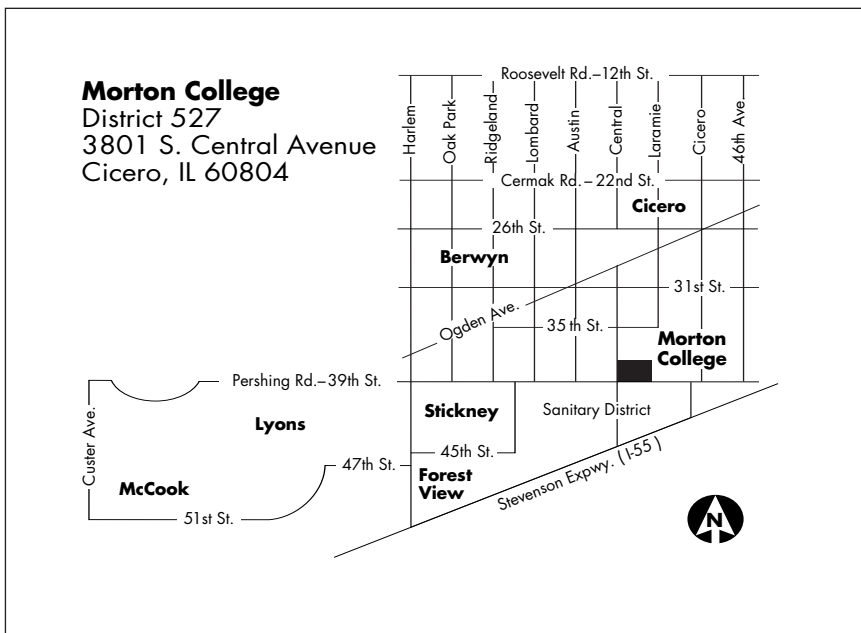 Morton College
District 527
3801 S. Central Avenue
Cicero, IL 60804
Roosevelt Rd.–12th St.
Harlem
Oak Park
Ridgeland
Lombard
Austin
Central
Laramie
Cicero
46th Ave.
Cermak Rd.–22nd St.
Cicero
26th St.
Berwyn
31st St.
Ogden Ave.
35th St.
Morton
College
Pershing Rd.–39th St.
Custer Ave.
Lyons
Stickney
Sanitary District
45th St.
47th St.
Forest
View
McCook
51st St.
Stevenson Expwy. (I-55)
N